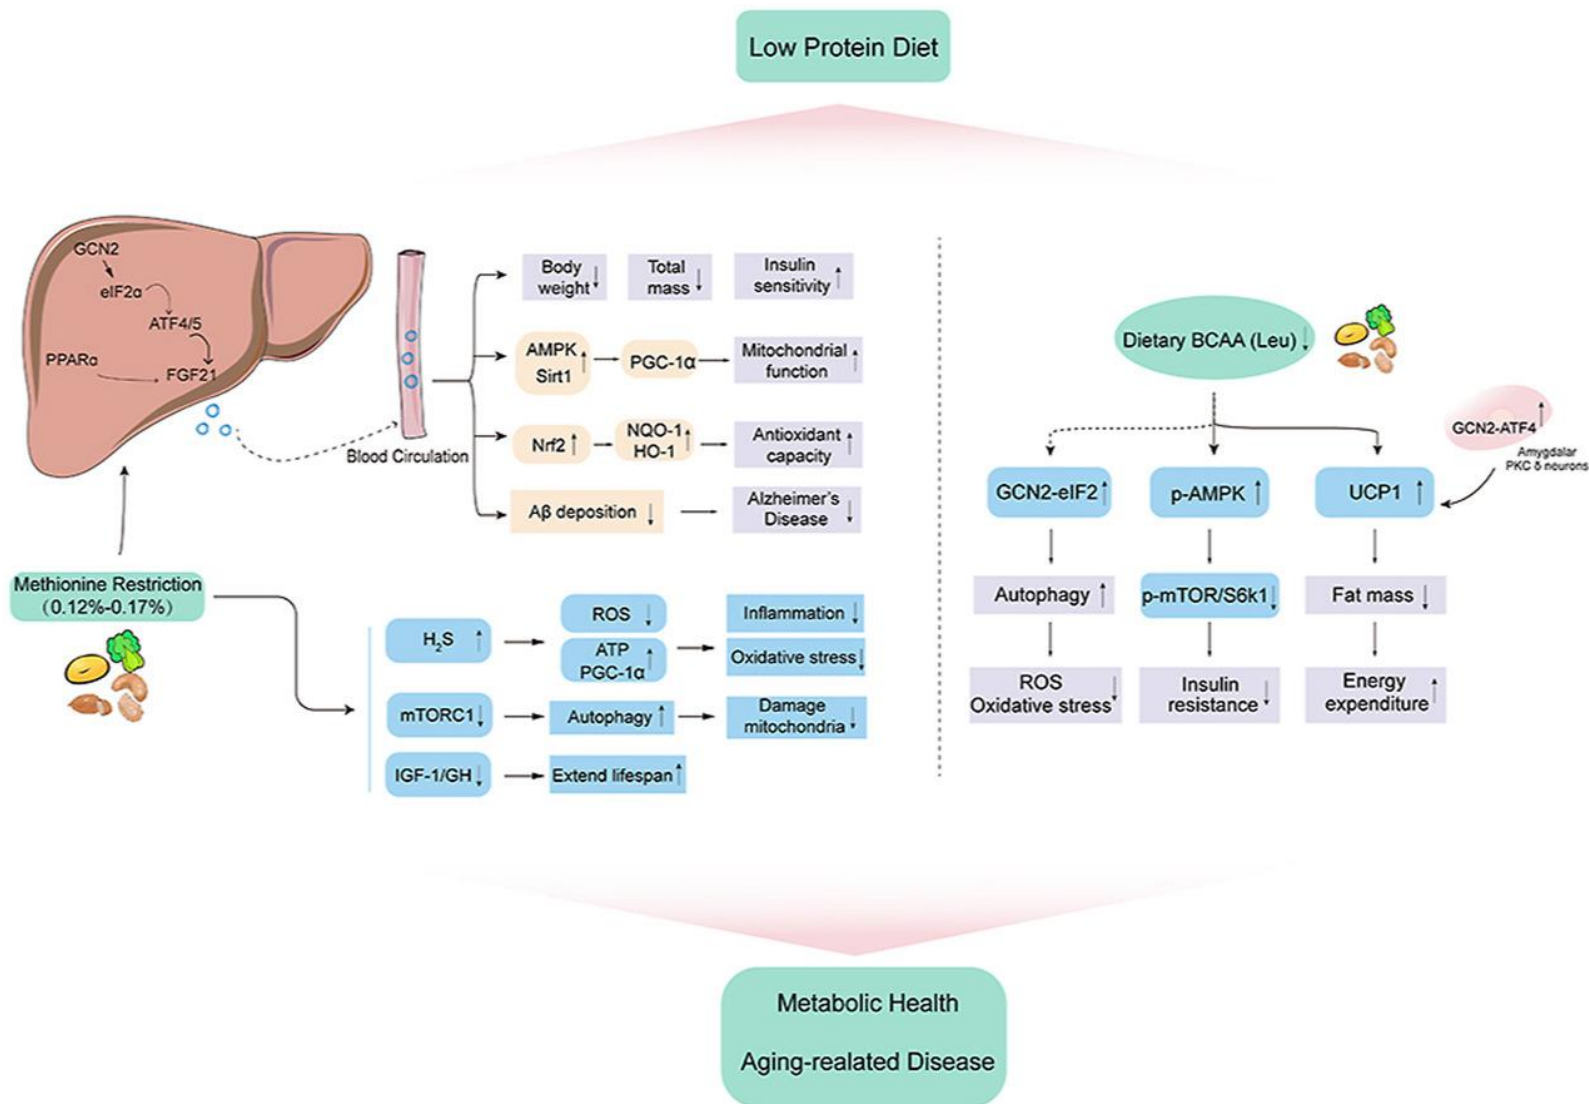 Low Protein Diet
GCN2
eIF2α
ATF4/5
PPARα
FGF21
Blood Circulation
Body
weight↓
Total
mass↓
Insulin
sensitivity↑
AMPK
Sirt1↑
PGC-1α
Mitochondrial
function↑
Nrf2↑
NQO-1
HO-1↑
Antioxidant
capacity↑
Aβ deposition↓
Alzheimer's
Disease↓
Methionine Restriction
(0.12%-0.17%)
H₂S↑
ROS↓
ATP
PGC-1α↑
Inflammation↓
Oxidative stress↓
mTORC1↓
Autophagy↑
Damage
mitochondria↓
IGF-1/GH↓
Extend lifespan↑
Dietary BCAA (Leu)↓
GCN2-ATF4↑
Amygdalar
PKC δ neurons
GCN2-eIF2↑
p-AMPK↑
UCP1↑
Autophagy↑
p-mTOR/S6k1↓
Fat mass↓
ROS
Oxidative stress↓
Insulin
resistance↓
Energy
expenditure↑
Metabolic Health
Aging-realated Disease